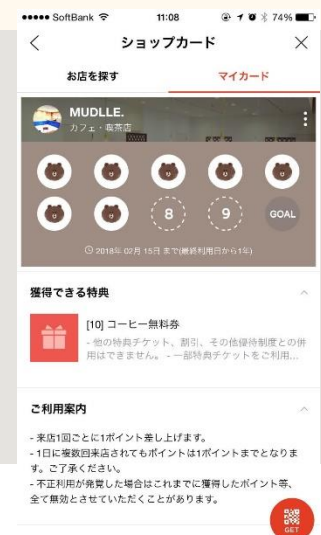 SoftBank 11:08 74%
ショップカード
お店を探す マイカード
MUDLLE.
カフェ・喫茶店
8 9 GOAL
2018年 02月 15日 まで(最終利用日から1年)
獲得できる特典
[10] コーヒー無料券
- 他の特典チケット、割引、その他優待制度との併
用はできません。 - 一部特典チケットをご利用...
ご利用案内
- 来店1回ごとに1ポイント差し上げます。
- 1日に複数回来店されてもポイントは1ポイントまでとなりま
す。ご了承ください。
- 不正利用が発覚した場合はこれまでに獲得したポイント等、
全て無効とさせていただくことがあります。
GET